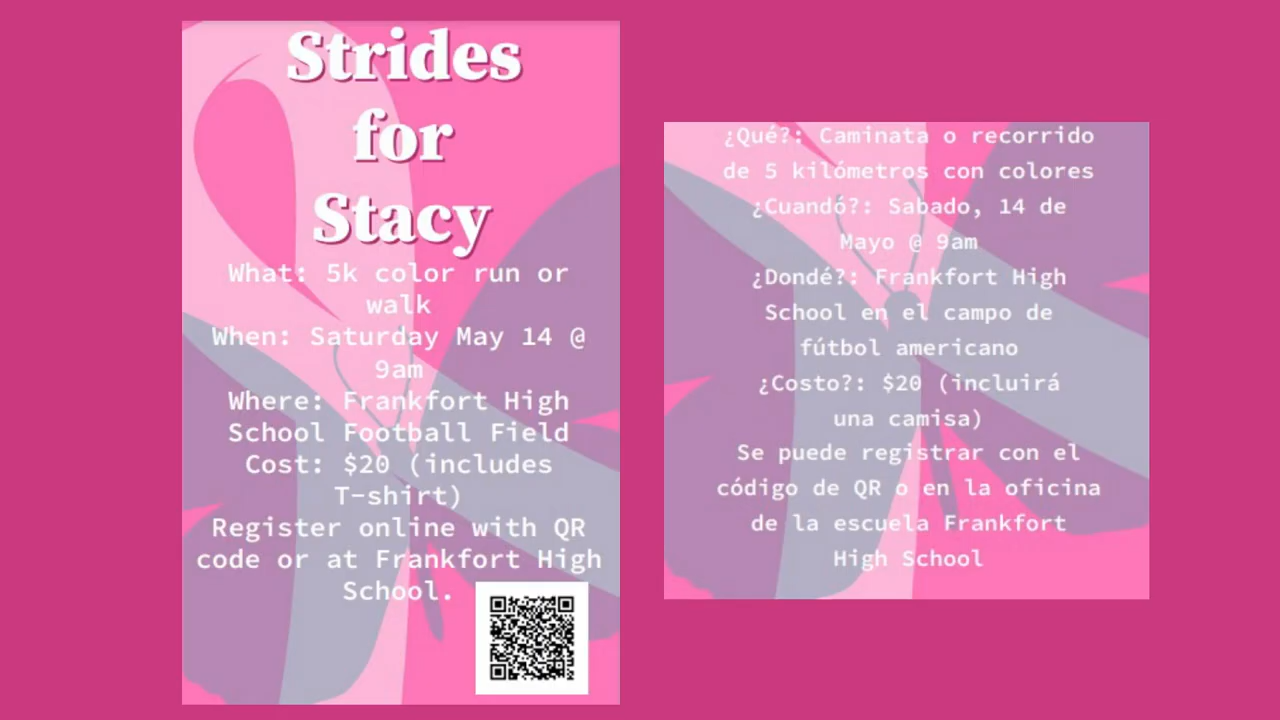 Strides
for
Stacy
What: 5k color run or
walk
When: Saturday May 14 @
9am
Where: Frankfort High
School Football Field
Cost: $20 (includes
T-shirt)
Register online with QR
code or at Frankfort High
School.
¿Qué?: Caminata o recorrido
de 5 kilómetros con colores
¿Cuandó?: Sabado, 14 de
Mayo @ 9am
¿Dondé?: Frankfort High
School en el campo de
fútbol americano
¿Costo?: $20 (incluirá
una camisa)
Se puede registrar con el
código de QR o en la oficina
de la escuela Frankfort
High School